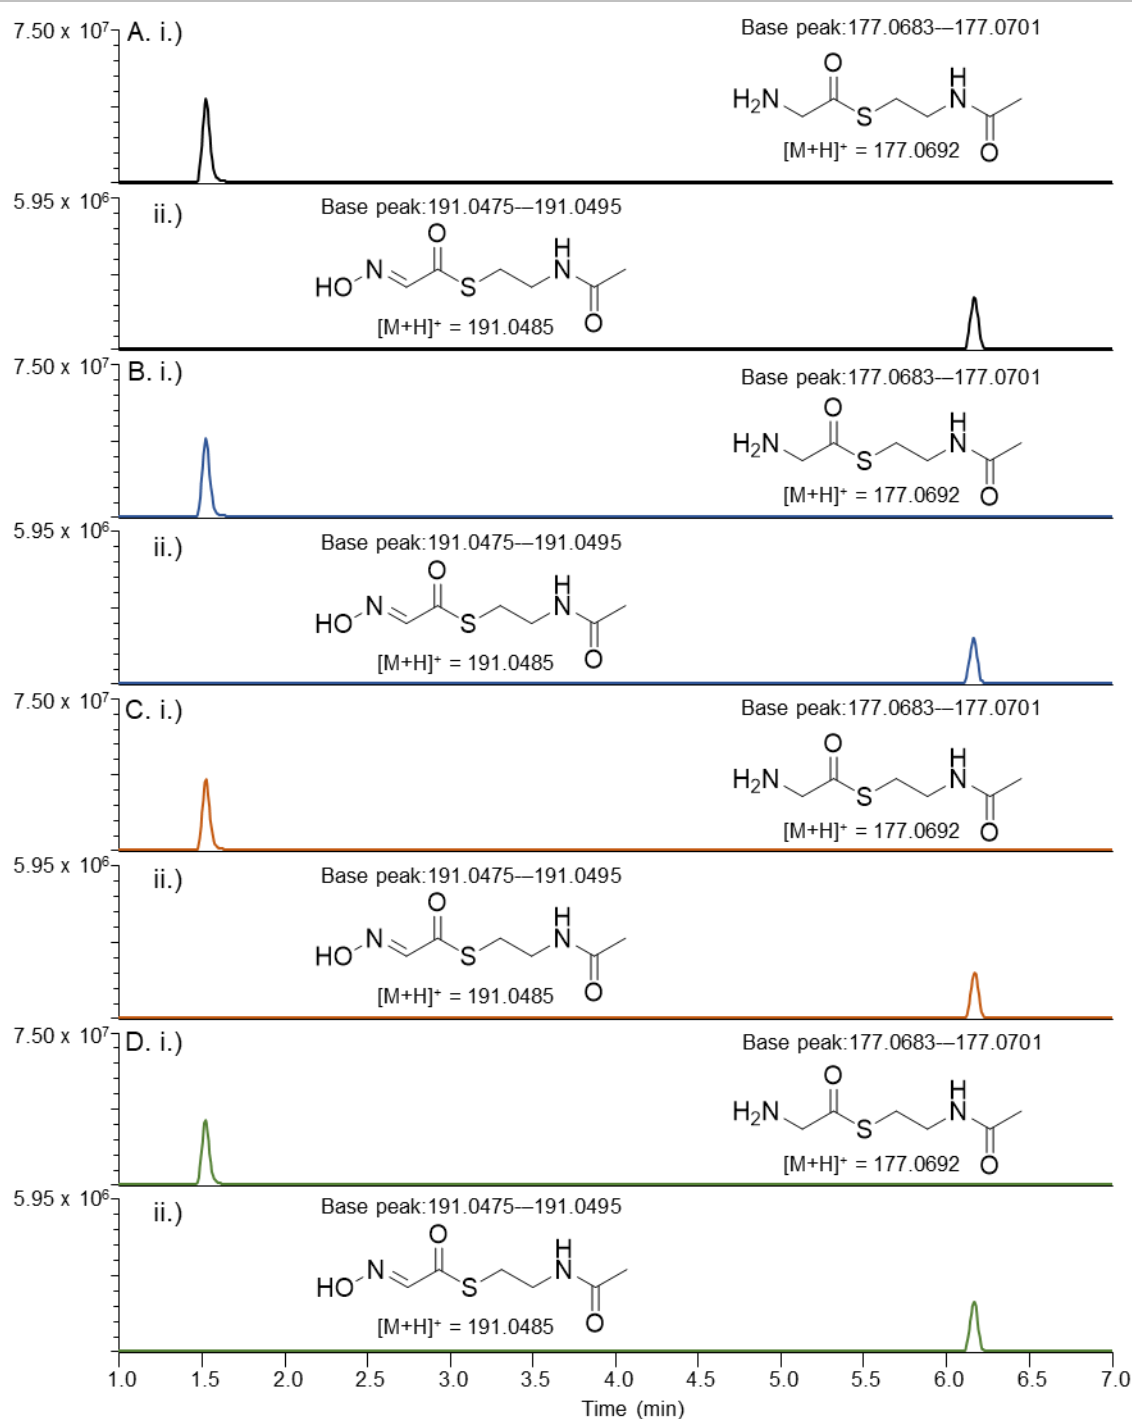 7.50 x 10⁷
A. i.)
Base peak:177.0683-–177.0701
O
H
H₂N
S
N
O
[M+H]⁺ = 177.0692
5.95 x 10⁶
ii.)
Base peak:191.0475-–191.0495
O
H
HO
N
S
N
O
[M+H]⁺ = 191.0485
7.50 x 10⁷
B. i.)
Base peak:177.0683-–177.0701
O
H
H₂N
S
N
O
[M+H]⁺ = 177.0692
5.95 x 10⁶
ii.)
Base peak:191.0475-–191.0495
O
H
HO
N
S
N
O
[M+H]⁺ = 191.0485
7.50 x 10⁷
C. i.)
Base peak:177.0683-–177.0701
O
H
H₂N
S
N
O
[M+H]⁺ = 177.0692
5.95 x 10⁶
ii.)
Base peak:191.0475-–191.0495
O
H
HO
N
S
N
O
[M+H]⁺ = 191.0485
7.50 x 10⁷
D. i.)
Base peak:177.0683-–177.0701
O
H
H₂N
S
N
O
[M+H]⁺ = 177.0692
5.95 x 10⁶
ii.)
Base peak:191.0475-–191.0495
O
H
HO
N
S
N
O
[M+H]⁺ = 191.0485
1.0 1.5 2.0 2.5 3.0 3.5 4.0 4.5 5.0 5.5 6.0 6.5 7.0
Time (min)